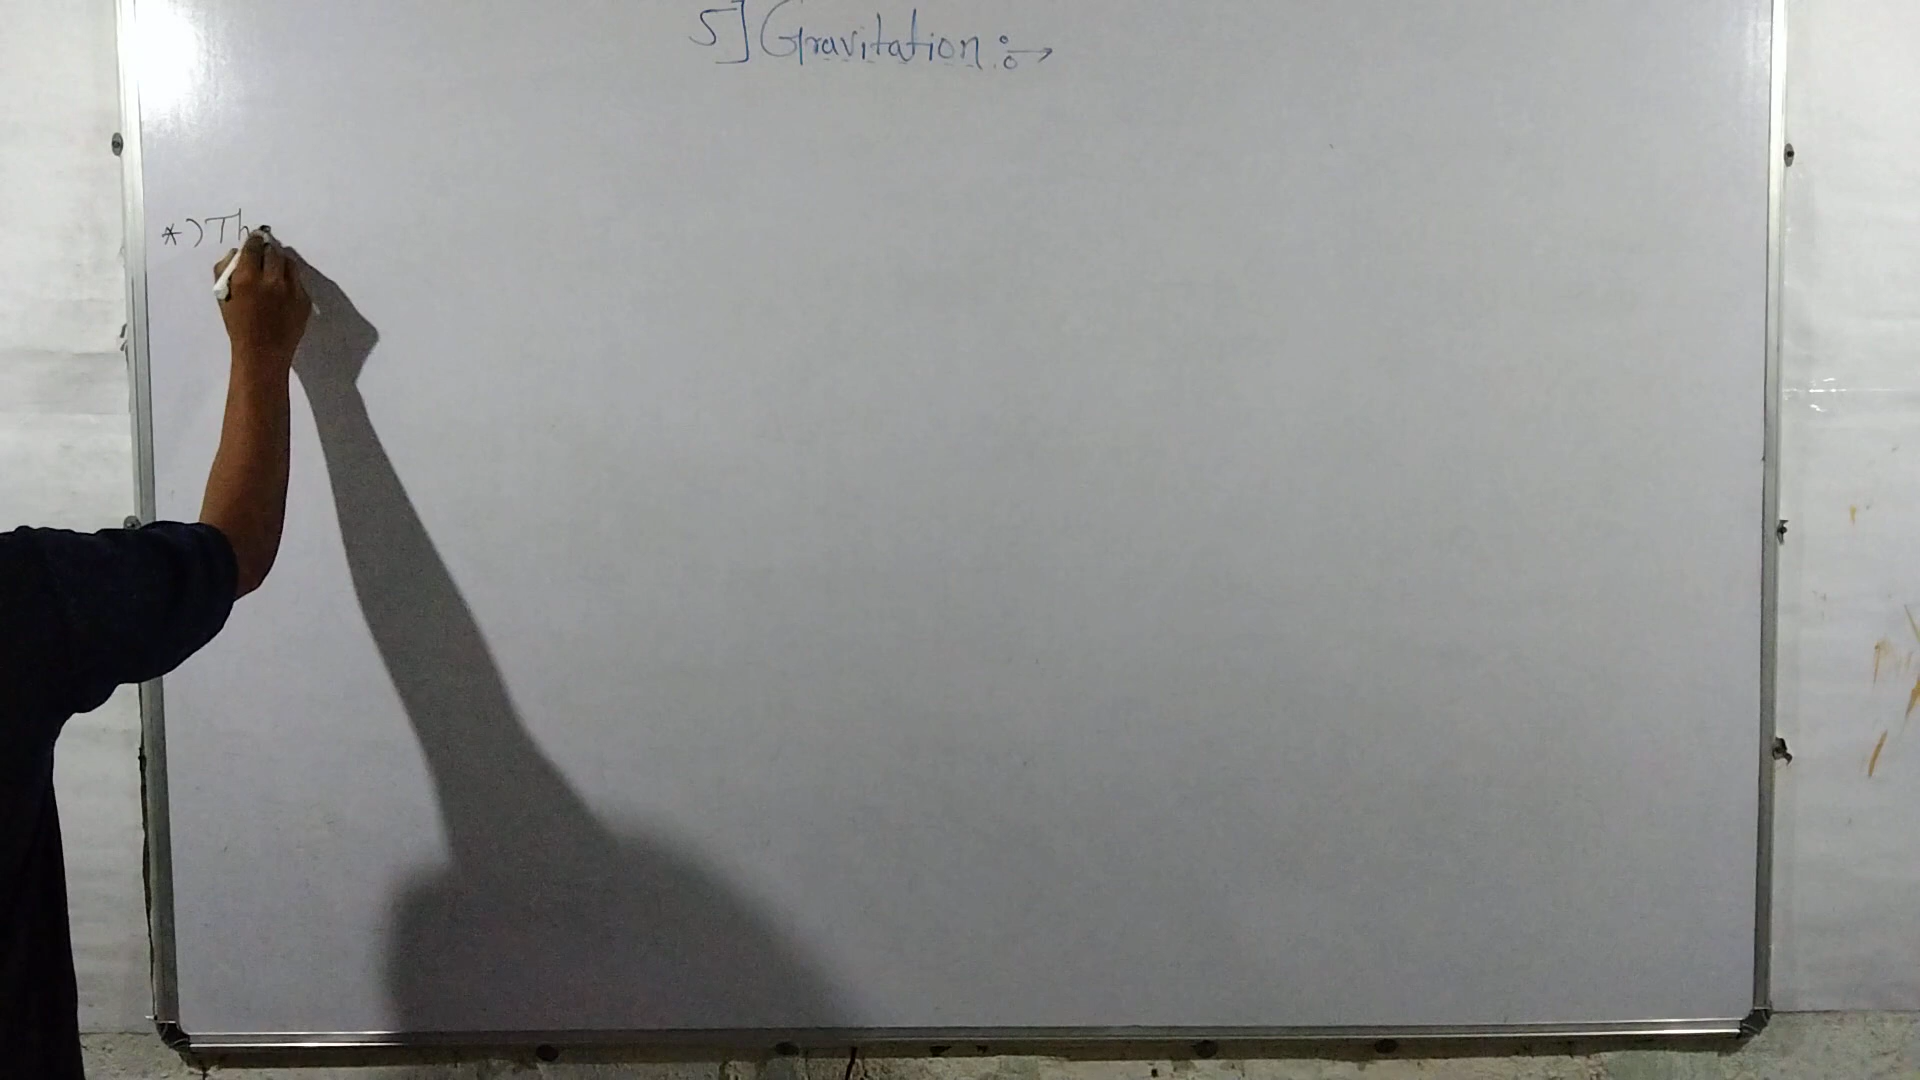 5] Gravitation :→
*) Th